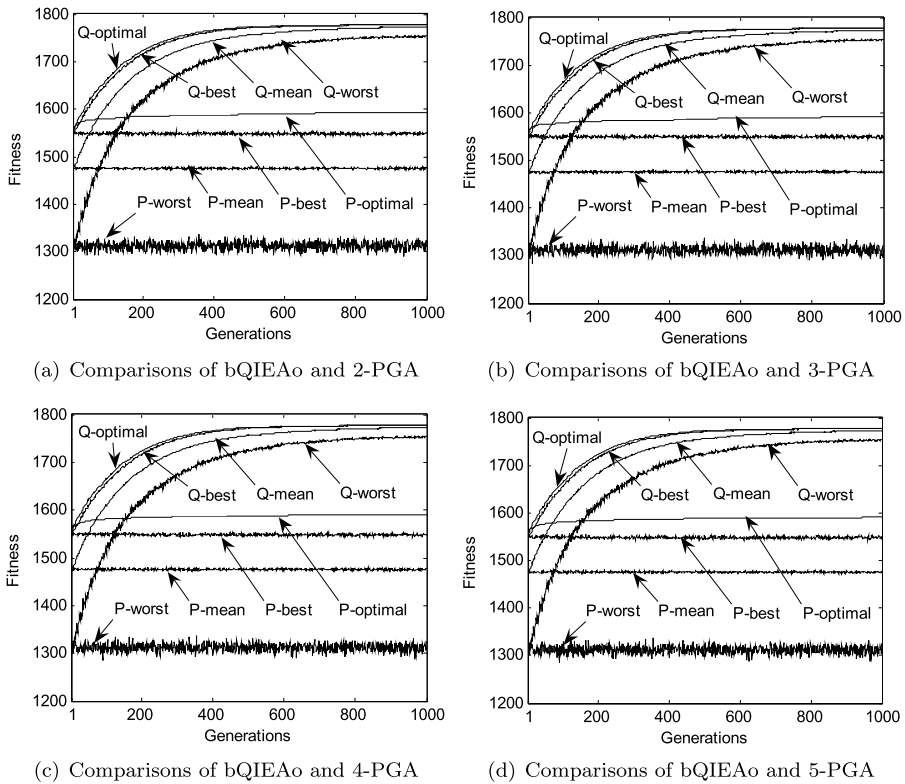 1800
1700
1600
1500
1400
1300
1200
Fitness
Q-optimal
Q-best
Q-mean
Q-worst
P-worst
P-mean
P-best
P-optimal
1
200
400
600
800
1000
Generations
(a) Comparisons of bQIEAo and 2-PGA
1800
1700
1600
1500
1400
1300
1200
Fitness
Q-optimal
Q-best
Q-mean
Q-worst
P-worst
P-mean
P-best
P-optimal
1
200
400
600
800
1000
Generations
(b) Comparisons of bQIEAo and 3-PGA
1800
1700
1600
1500
1400
1300
1200
Fitness
Q-optimal
Q-best
Q-mean
Q-worst
P-worst
P-mean
P-best
P-optimal
1
200
400
600
800
1000
Generations
(c) Comparisons of bQIEAo and 4-PGA
1800
1700
1600
1500
1400
1300
1200
Fitness
Q-optimal
Q-best
Q-mean
Q-worst
P-worst
P-mean
P-best
P-optimal
1
200
400
600
800
1000
Generations
(d) Comparisons of bQIEAo and 5-PGA